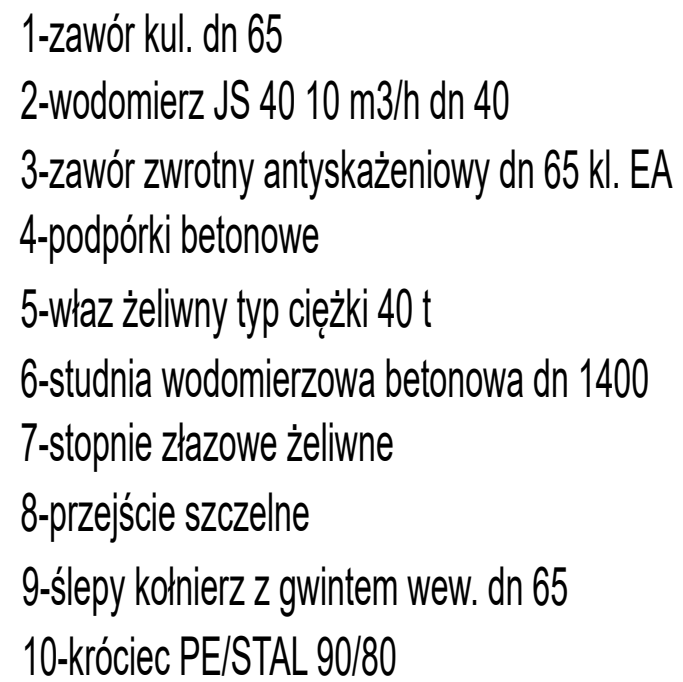 1-zawór kul. dn 65
2-wodomierz JS 40 10 m3/h dn 40
3-zawór zwrotny antyskażeniowy dn 65 kl. EA
4-podpórki betonowe
5-właz żeliwny typ ciężki 40 t
6-studnia wodomierzowa betonowa dn 1400
7-stopnie złazowe żeliwne
8-przejście szczelne
9-ślepy kołnierz z gwintem wew. dn 65
10-króciec PE/STAL 90/80